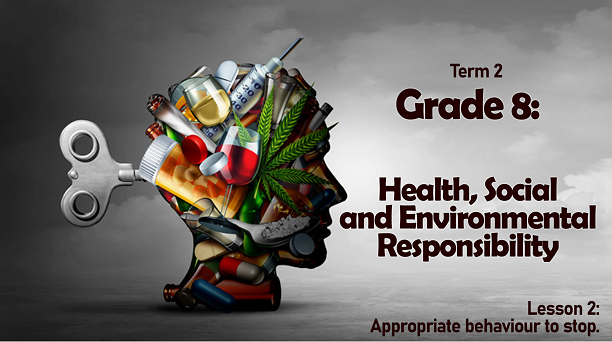 Term 2
Grade 8:
Health, Social
and Environmental
Responsibility
Lesson 2:
Appropriate behaviour to stop.